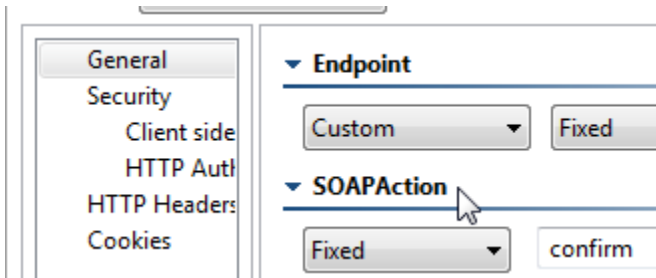 General
Security
Client side
HTTP Auth
HTTP Headers
Cookies
Endpoint
Custom
Fixed
SOAPAction
Fixed
confirm